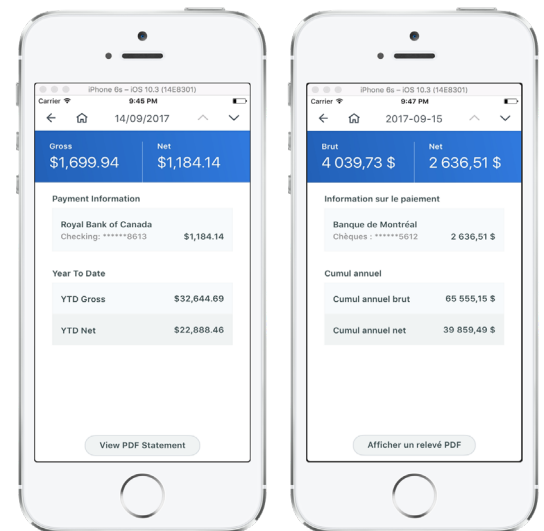 iPhone 6s – iOS 10.3 (14E8301)
Carrier 9:45 PM
14/09/2017
Gross Net
$1,699.94 $1,184.14
Payment Information
Royal Bank of Canada
Checking: ******8613 $1,184.14
Year To Date
YTD Gross $32,644.69
YTD Net $22,888.46
View PDF Statement
iPhone 6s – iOS 10.3 (14E8301)
Carrier 9:47 PM
2017-09-15
Brut Net
4 039,73 $ 2 636,51 $
Information sur le paiement
Banque de Montréal
Chèques : ******5612 2 636,51 $
Cumul annuel
Cumul annuel brut 65 555,15 $
Cumul annuel net 39 859,49 $
Afficher un relevé PDF